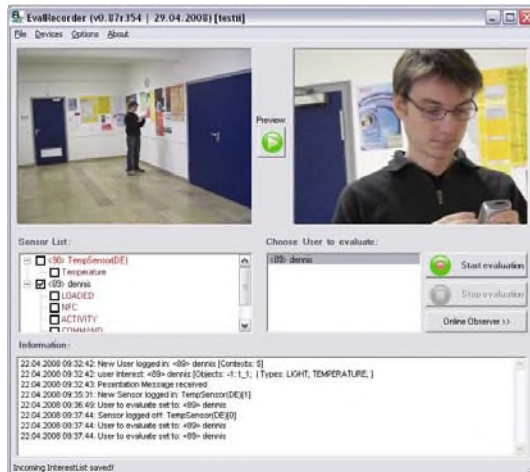 EvalRecorder (v0.87r354 | 29.04.2008) [testii]
File Devices Options About
Preview
Sensor List:
<90> TempSensor(DE)
Temperature
<89> dennis
LOADED
NFC
ACTIVITY
COMMAND
Choose User to evaluate:
<89> dennis
Start evaluation
Stop evaluation
Online Observer >>
Information:
22.04.2008 09:32:42: New User logged in: <89> dennis [Contexts: 5]
22.04.2008 09:32:42: user interest: <89> dennis [Objects: -1: t_1; | Types: LIGHT; TEMPERATURE; ]
22.04.2008 09:32:43: Pesentation Message received
22.04.2008 09:35:31: New Sensor logged in: TempSensor(DE)[1]
22.04.2008 09:36:49: User to evaluate set to: <89> dennis
22.04.2008 09:37:44: Sensor logged off: TempSensor(DE)[0]
22.04.2008 09:37:44: User to evaluate set to: <89> dennis
22.04.2008 09:37:44: User to evaluate set to: <89> dennis
Incoming InterestList saved!